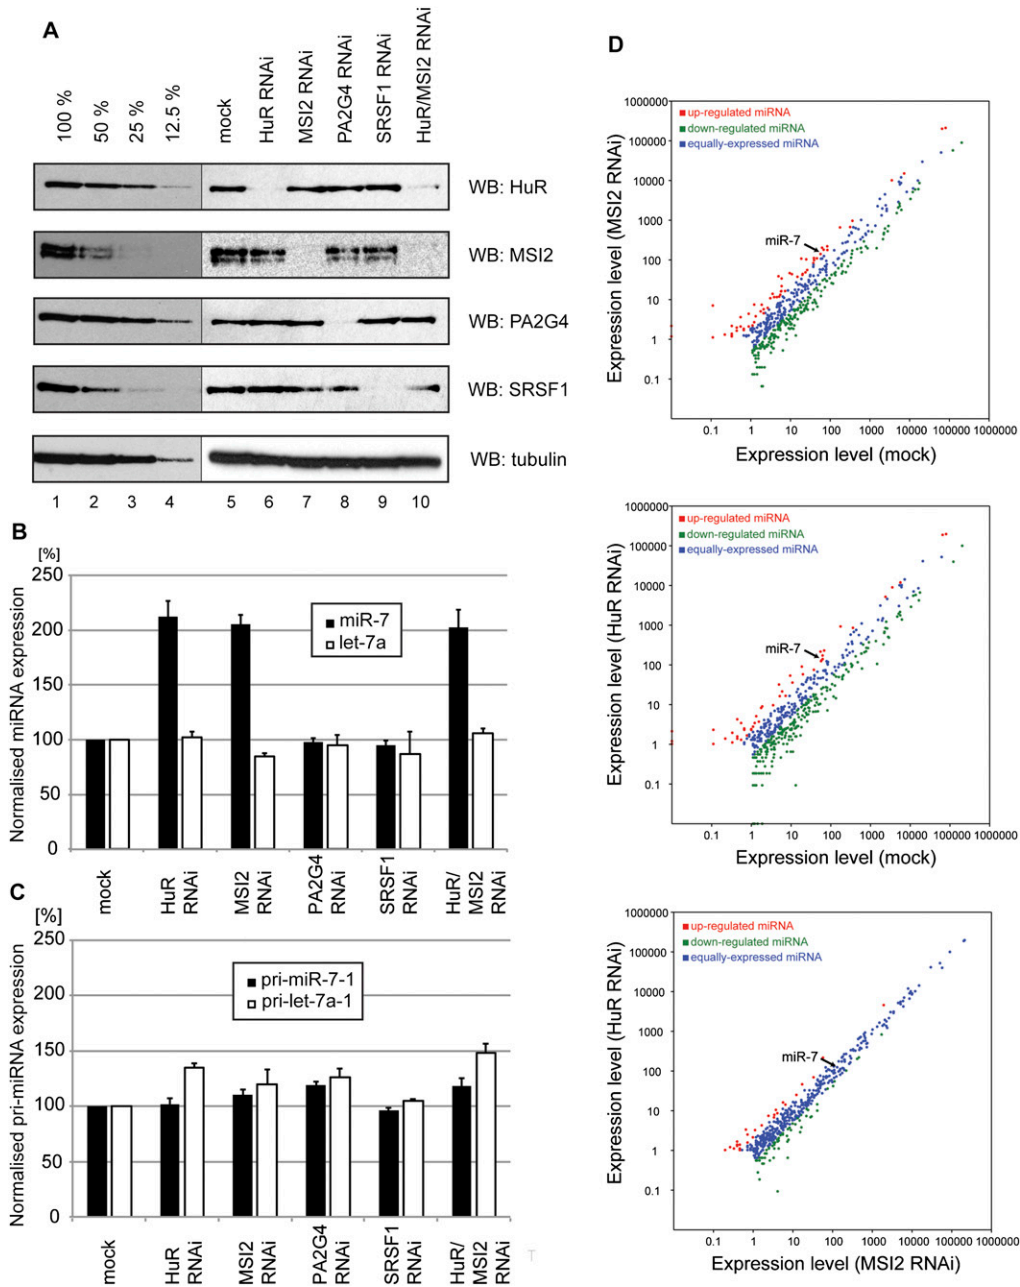 A
100 %
50 %
25 %
12.5 %
mock
HuR RNAi
MSI2 RNAi
PA2G4 RNAi
SRSF1 RNAi
HuR/MSI2 RNAi
WB: HuR
WB: MSI2
WB: PA2G4
WB: SRSF1
WB: tubulin
1 2 3 4 5 6 7 8 9 10
B
[%]
Normalised miRNA expression
250
200
150
100
50
0
miR-7
let-7a
mock
HuR RNAi
MSI2 RNAi
PA2G4 RNAi
SRSF1 RNAi
HuR/ MSI2 RNAi
C
[%]
Normalised pri-miRNA expression
250
200
150
100
50
0
pri-miR-7-1
pri-let-7a-1
mock
HuR RNAi
MSI2 RNAi
PA2G4 RNAi
SRSF1 RNAi
HuR/ MSI2 RNAi
T
D
Expression level (MSI2 RNAi)
1000000
100000
10000
1000
100
10
1
0.1
up-regulated miRNA
down-regulated miRNA
equally-expressed miRNA
miR-7
0.1 1 10 100 1000 10000 100000 1000000
Expression level (mock)
Expression level (HuR RNAi)
1000000
100000
10000
1000
100
10
1
0.1
up-regulated miRNA
down-regulated miRNA
equally-expressed miRNA
miR-7
0.1 1 10 100 1000 10000 100000 1000000
Expression level (mock)
Expression level (HuR RNAi)
1000000
100000
10000
1000
100
10
1
0.1
up-regulated miRNA
down-regulated miRNA
equally-expressed miRNA
miR-7
0.1 1 10 100 1000 10000 100000 1000000
Expression level (MSI2 RNAi)